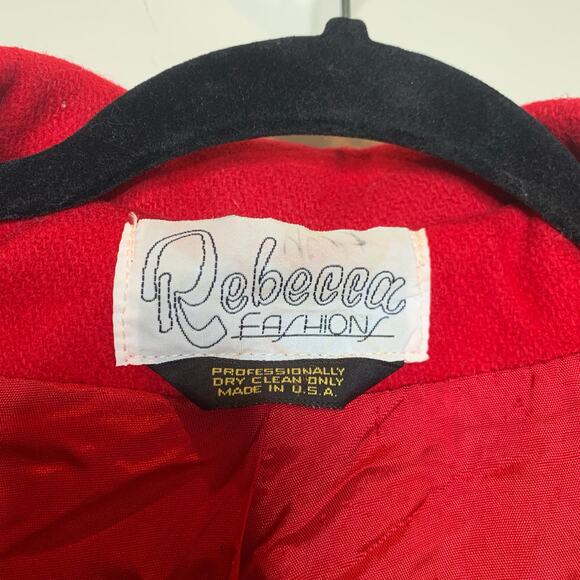 Rebecca
FASHIONS
PROFESSIONALLY
DRY CLEAN ONLY
MADE IN U.S.A.